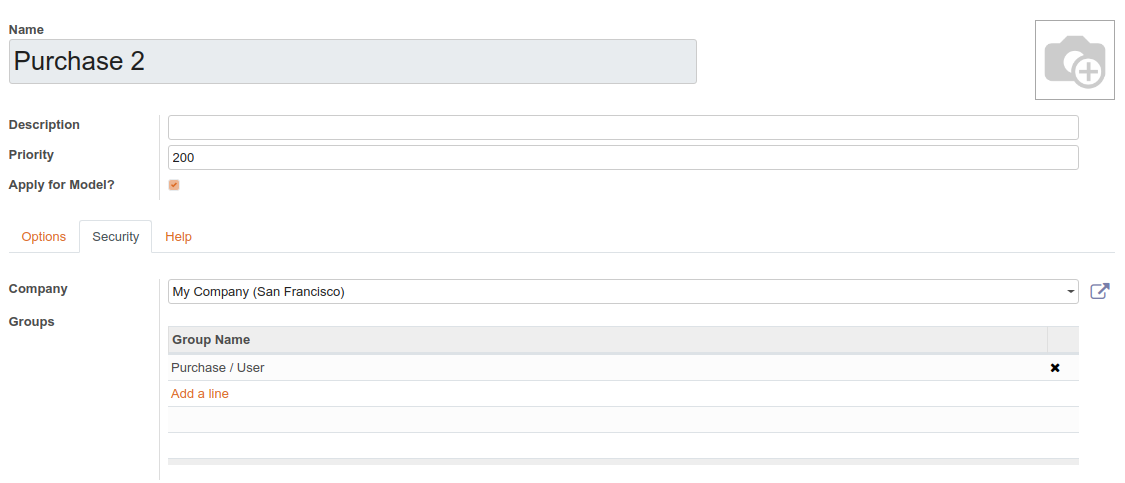 Name
Purchase 2
Description
Priority
200
Apply for Model?
Options
Security
Help
Company
My Company (San Francisco)
Groups
Group Name
Purchase / User
Add a line